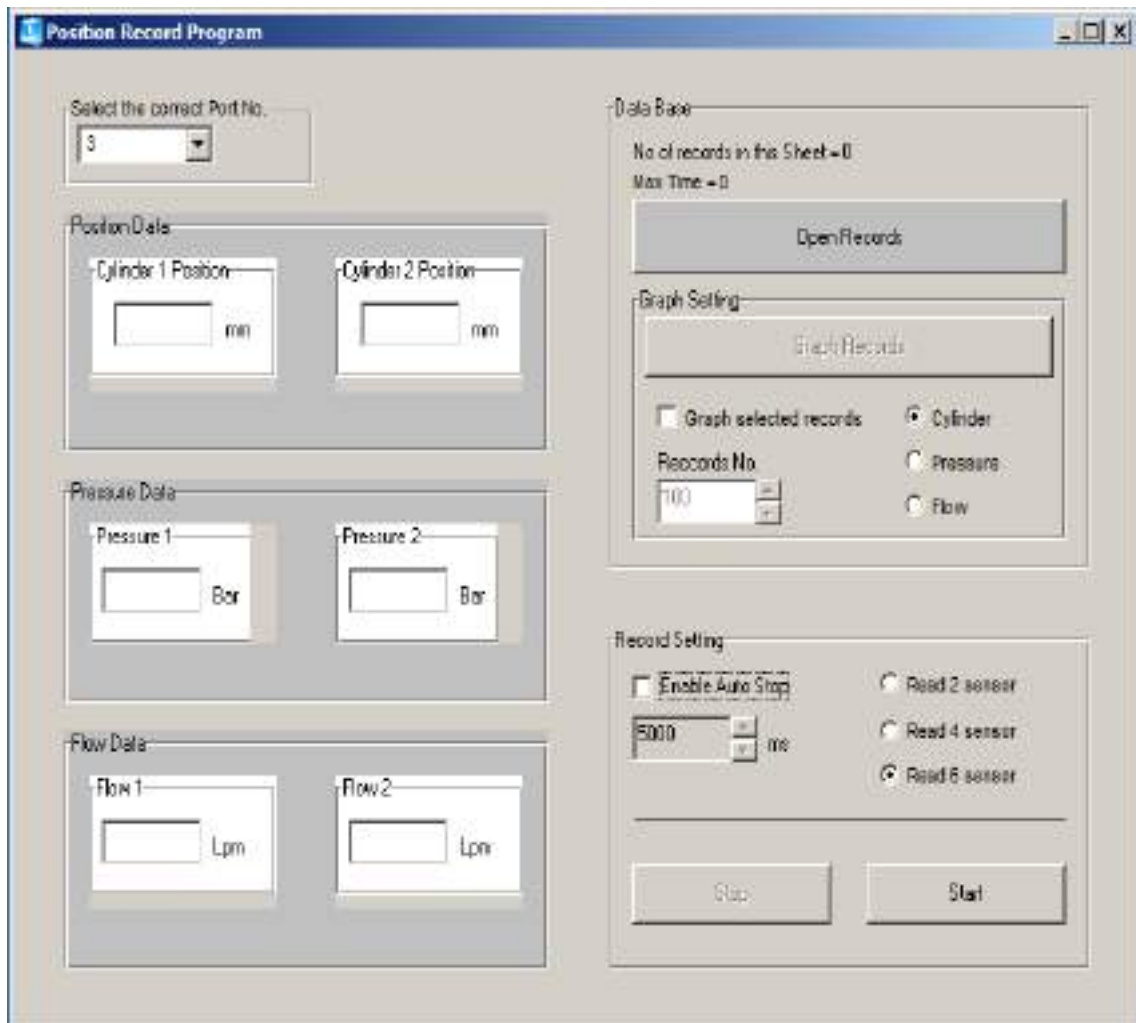 Position Record Program
Select the correct Port No.
3
Position Data
Cylinder 1 Position
mm
Cylinder 2 Position
mm
Pressure Data
Pressure 1
Bar
Pressure 2
Bar
Flow Data
Flow 1
Lpm
Flow 2
Lpm
Data Base
No of records in this Sheet = 0
Max Time = 0
Open Records
Graph Setting
Graph Records
Graph selected records
Cylinder
Reccords No.
Pressure
100
Flow
Record Setting
Enable Auto Stop
Read 2 sensor
5000
ms
Read 4 sensor
Read 6 sensor
Stop
Start